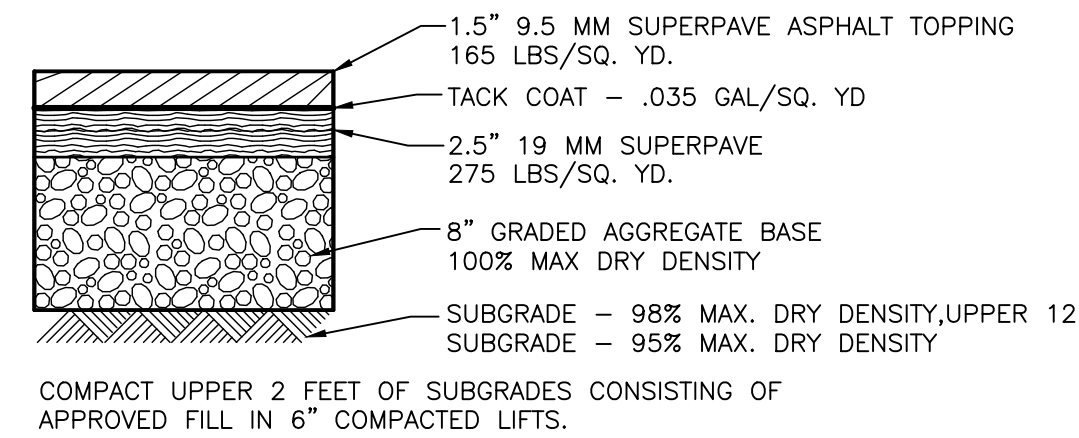 1.5” 9.5 MM SUPERPAVE ASPHALT TOPPING
165 LBS/SQ. YD.
TACK COAT – .035 GAL/SQ. YD
2.5” 19 MM SUPERPAVE
275 LBS/SQ. YD.
8” GRADED AGGREGATE BASE
100% MAX DRY DENSITY
SUBGRADE – 98% MAX. DRY DENSITY,UPPER 12
SUBGRADE – 95% MAX. DRY DENSITY
COMPACT UPPER 2 FEET OF SUBGRADES CONSISTING OF
APPROVED FILL IN 6” COMPACTED LIFTS.